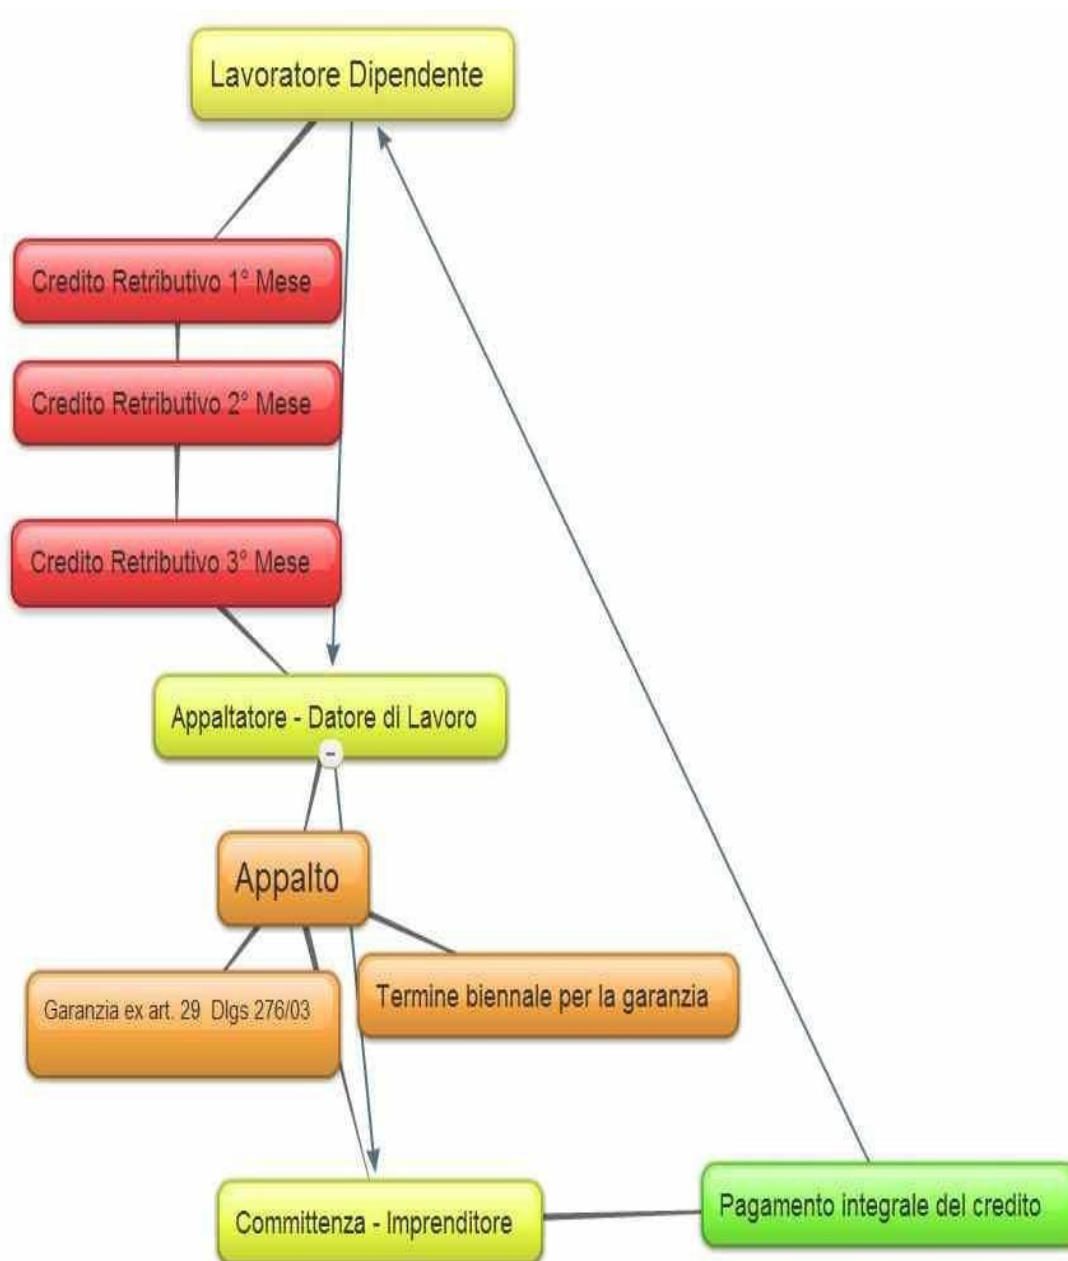 Lavoratore Dipendente
Credito Retributivo 1° Mese
Credito Retributivo 2° Mese
Credito Retributivo 3° Mese
Appaltatore - Datore di Lavoro
Appalto
Garanzia ex art. 29 Dlgs 276/03
Termine biennale per la garanzia
Committenza - Imprenditore
Pagamento integrale del credito